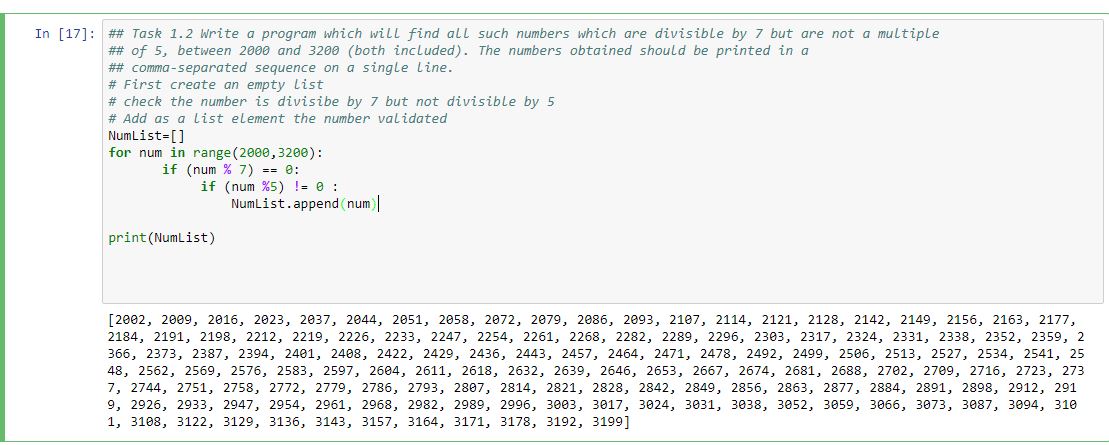 In [17]: ## Task 1.2 Write a program which will find all such numbers which are divisible by 7 but are not a multiple
## of 5, between 2000 and 3200 (both included). The numbers obtained should be printed in a
## comma-separated sequence on a single line.
# First create an empty list
# check the number is divisibe by 7 but not divisible by 5
# Add as a list element the number validated
NumList=[]
for num in range(2000,3200):
if (num % 7) == 0:
if (num %5) != 0 :
NumList.append(num)
print(NumList)
[2002, 2009, 2016, 2023, 2037, 2044, 2051, 2058, 2072, 2079, 2086, 2093, 2107, 2114, 2121, 2128, 2142, 2149, 2156, 2163, 2177,
2184, 2191, 2198, 2212, 2219, 2226, 2233, 2247, 2254, 2261, 2268, 2282, 2289, 2296, 2303, 2317, 2324, 2331, 2338, 2352, 2359, 2
366, 2373, 2387, 2394, 2401, 2408, 2422, 2429, 2436, 2443, 2457, 2464, 2471, 2478, 2492, 2499, 2506, 2513, 2527, 2534, 2541, 25
48, 2562, 2569, 2576, 2583, 2597, 2604, 2611, 2618, 2632, 2639, 2646, 2653, 2667, 2674, 2681, 2688, 2702, 2709, 2716, 2723, 273
7, 2744, 2751, 2758, 2772, 2779, 2786, 2793, 2807, 2814, 2821, 2828, 2842, 2849, 2856, 2863, 2877, 2884, 2891, 2898, 2912, 291
9, 2926, 2933, 2947, 2954, 2961, 2968, 2982, 2989, 2996, 3003, 3017, 3024, 3031, 3038, 3052, 3059, 3066, 3073, 3087, 3094, 310
1, 3108, 3122, 3129, 3136, 3143, 3157, 3164, 3171, 3178, 3192, 3199]